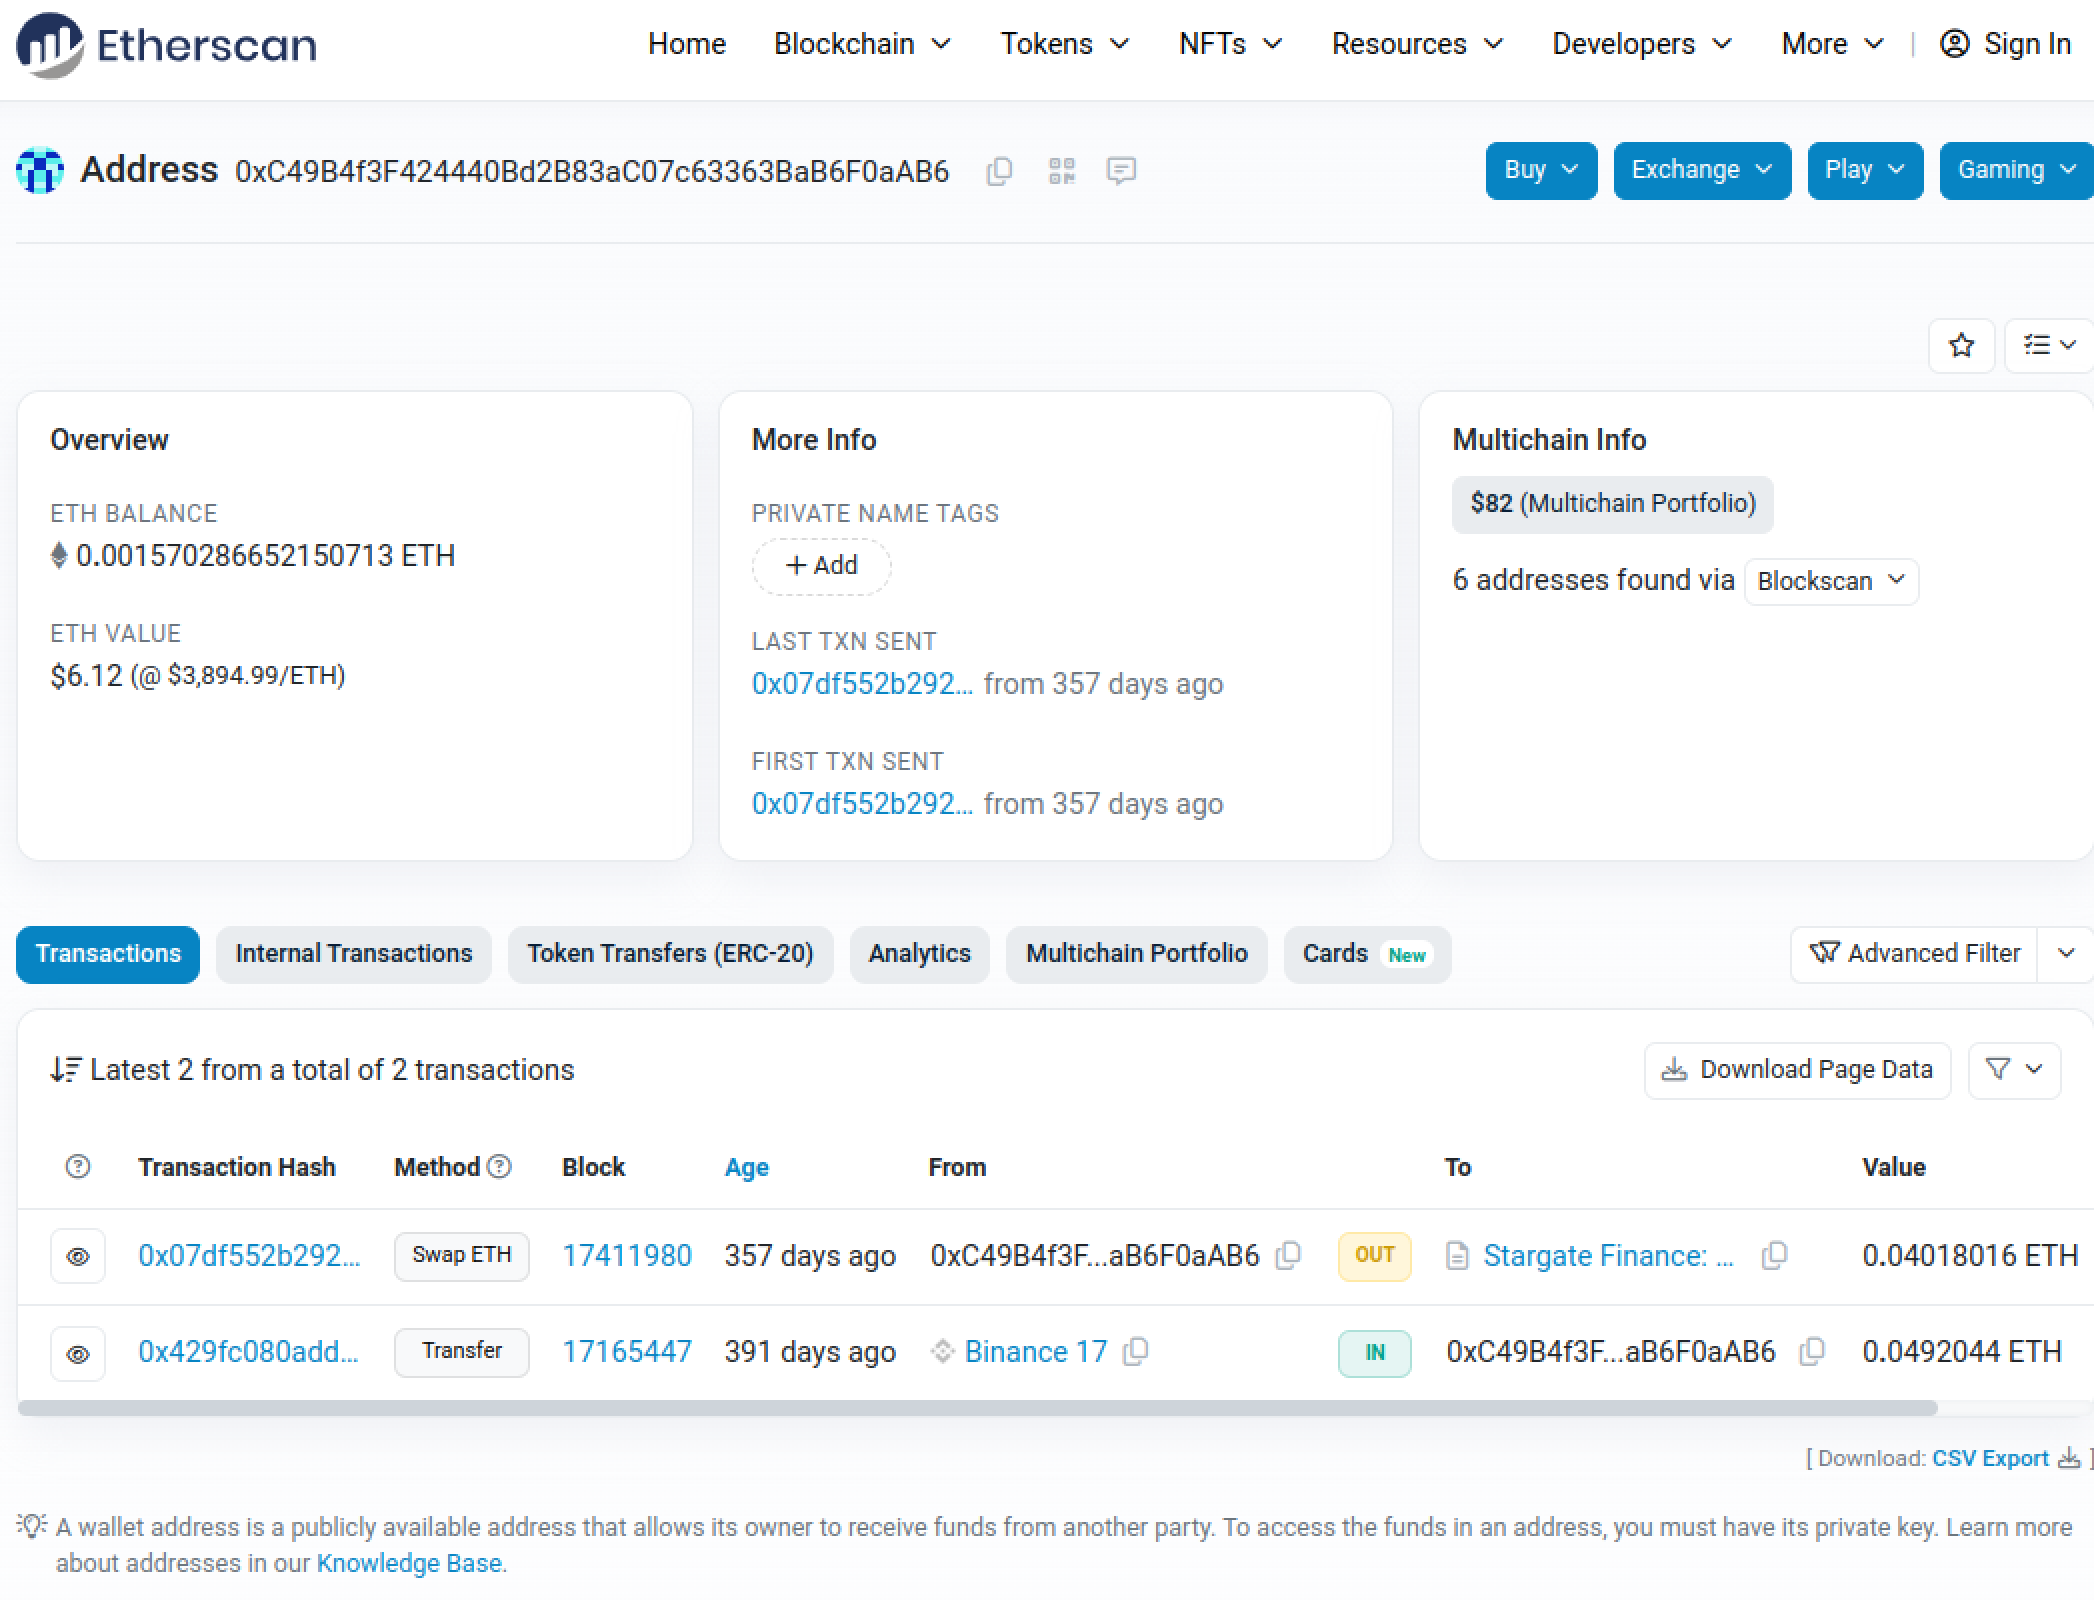 Etherscan
Home Blockchain Tokens NFTs Resources Developers More | Sign In
Address 0xC49B4f3F424440Bd2B83aC07c63363BaB6F0aAB6
Buy Exchange Play Gaming
Overview
ETH BALANCE
0.001570286652150713 ETH
ETH VALUE
$6.12 (@ $3,894.99/ETH)
More Info
PRIVATE NAME TAGS
+ Add
LAST TXN SENT
0x07df552b292... from 357 days ago
FIRST TXN SENT
0x07df552b292... from 357 days ago
Multichain Info
$82 (Multichain Portfolio)
6 addresses found via Blockscan
Transactions Internal Transactions Token Transfers (ERC-20) Analytics Multichain Portfolio Cards New Advanced Filter
Latest 2 from a total of 2 transactions Download Page Data
Transaction Hash Method Block Age From To Value
0x07df552b292... Swap ETH 17411980 357 days ago 0xC49B4f3F...aB6F0aAB6 OUT Stargate Finance: ... 0.04018016 ETH
0x429fc080add... Transfer 17165447 391 days ago Binance 17 IN 0xC49B4f3F...aB6F0aAB6 0.0492044 ETH
[ Download: CSV Export ]
A wallet address is a publicly available address that allows its owner to receive funds from another party. To access the funds in an address, you must have its private key. Learn more
about addresses in our Knowledge Base.